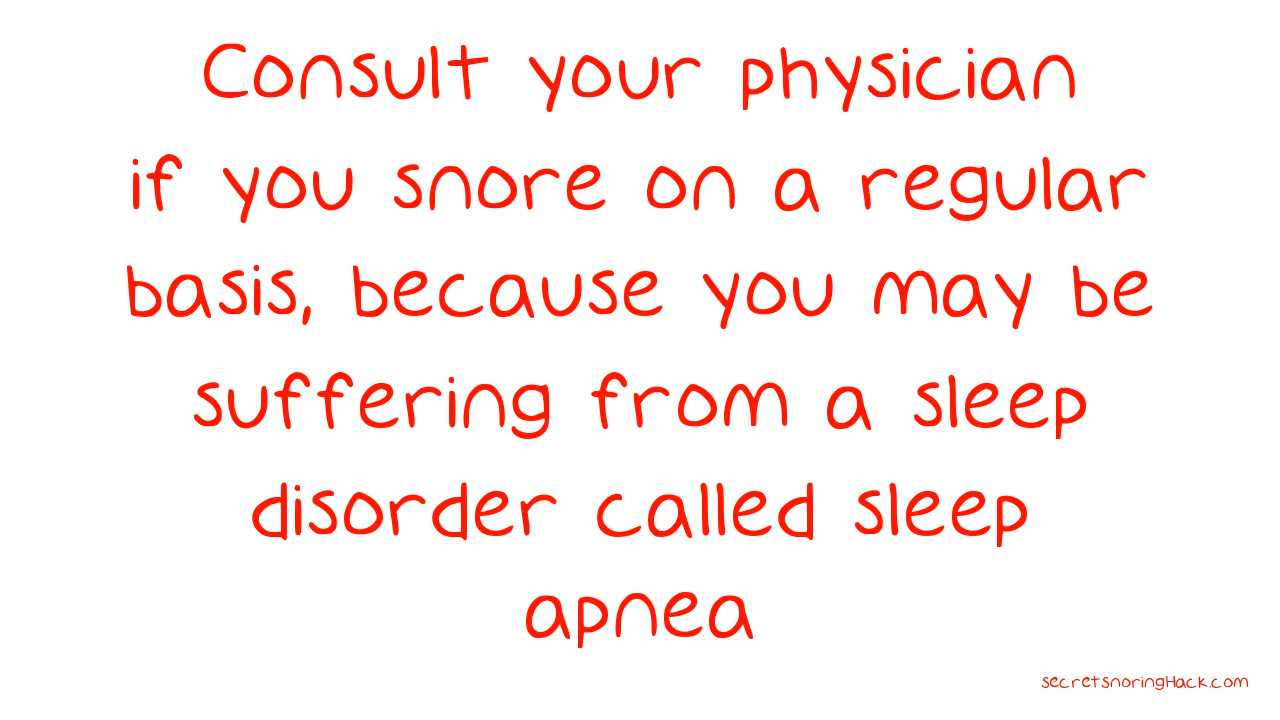 Consult your physician
if you snore on a regular
basis, because you may be
suffering from a sleep
disorder called sleep
apnea
secretsnoringHack.com